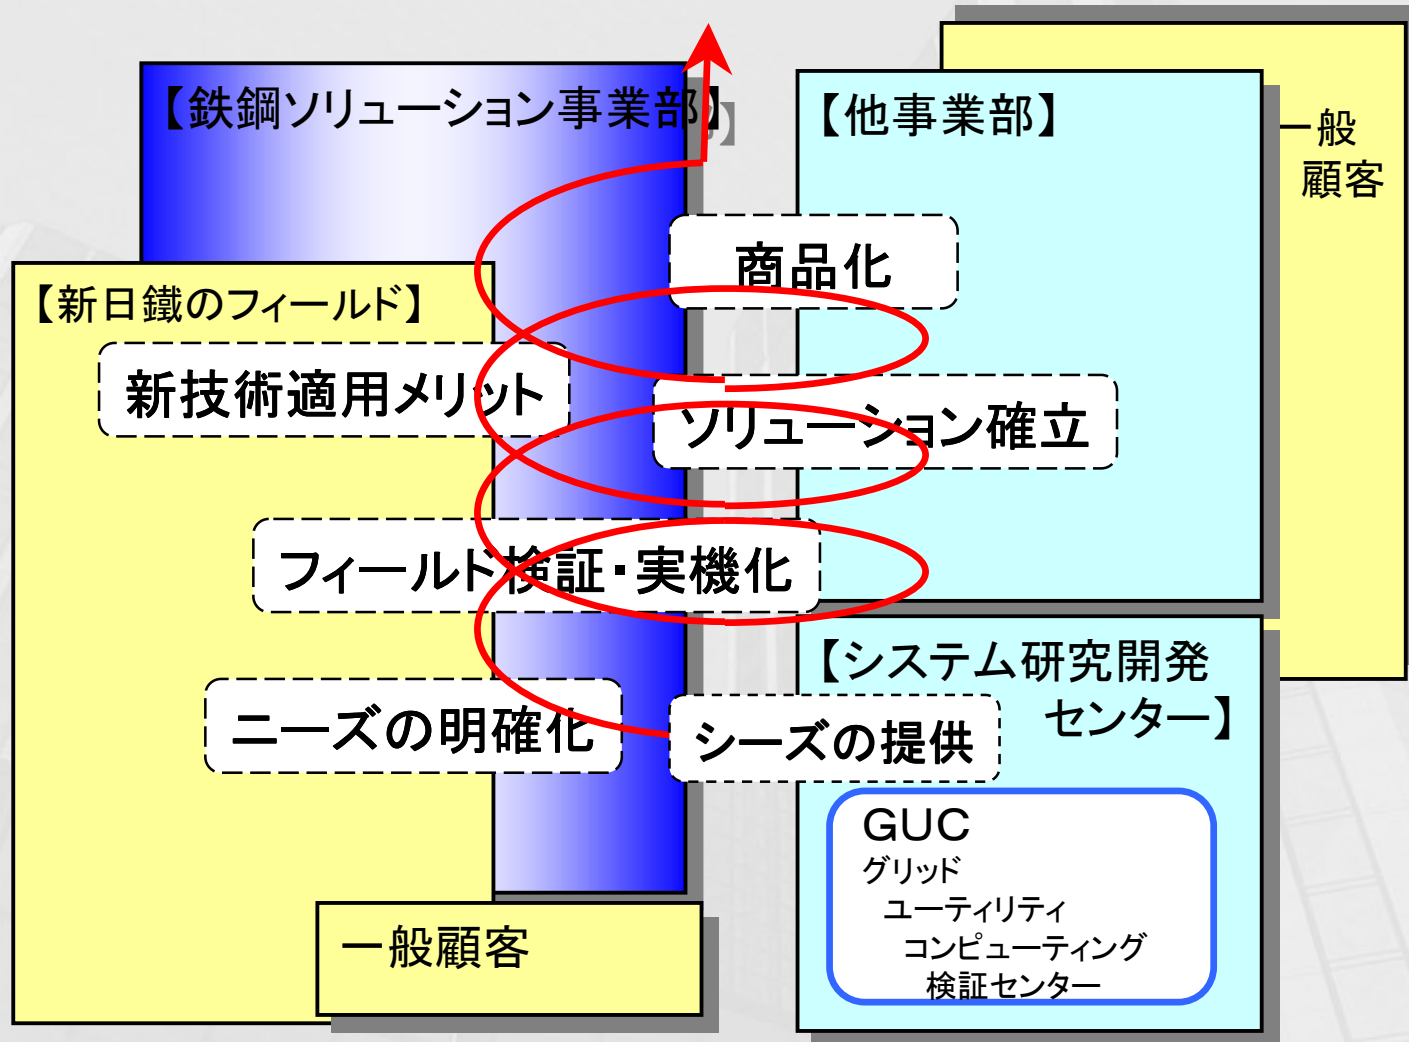 【鉄鋼ソリューション事業部】
【他事業部】
一般
顧客
商品化
【新日鐵のフィールド】
新技術適用メリット
ソリューション確立
フィールド検証・実機化
【システム研究開発
センター】
ニーズの明確化
シーズの提供
GUC
グリッド
ユーティリティ
コンピューティング
検証センター
一般顧客